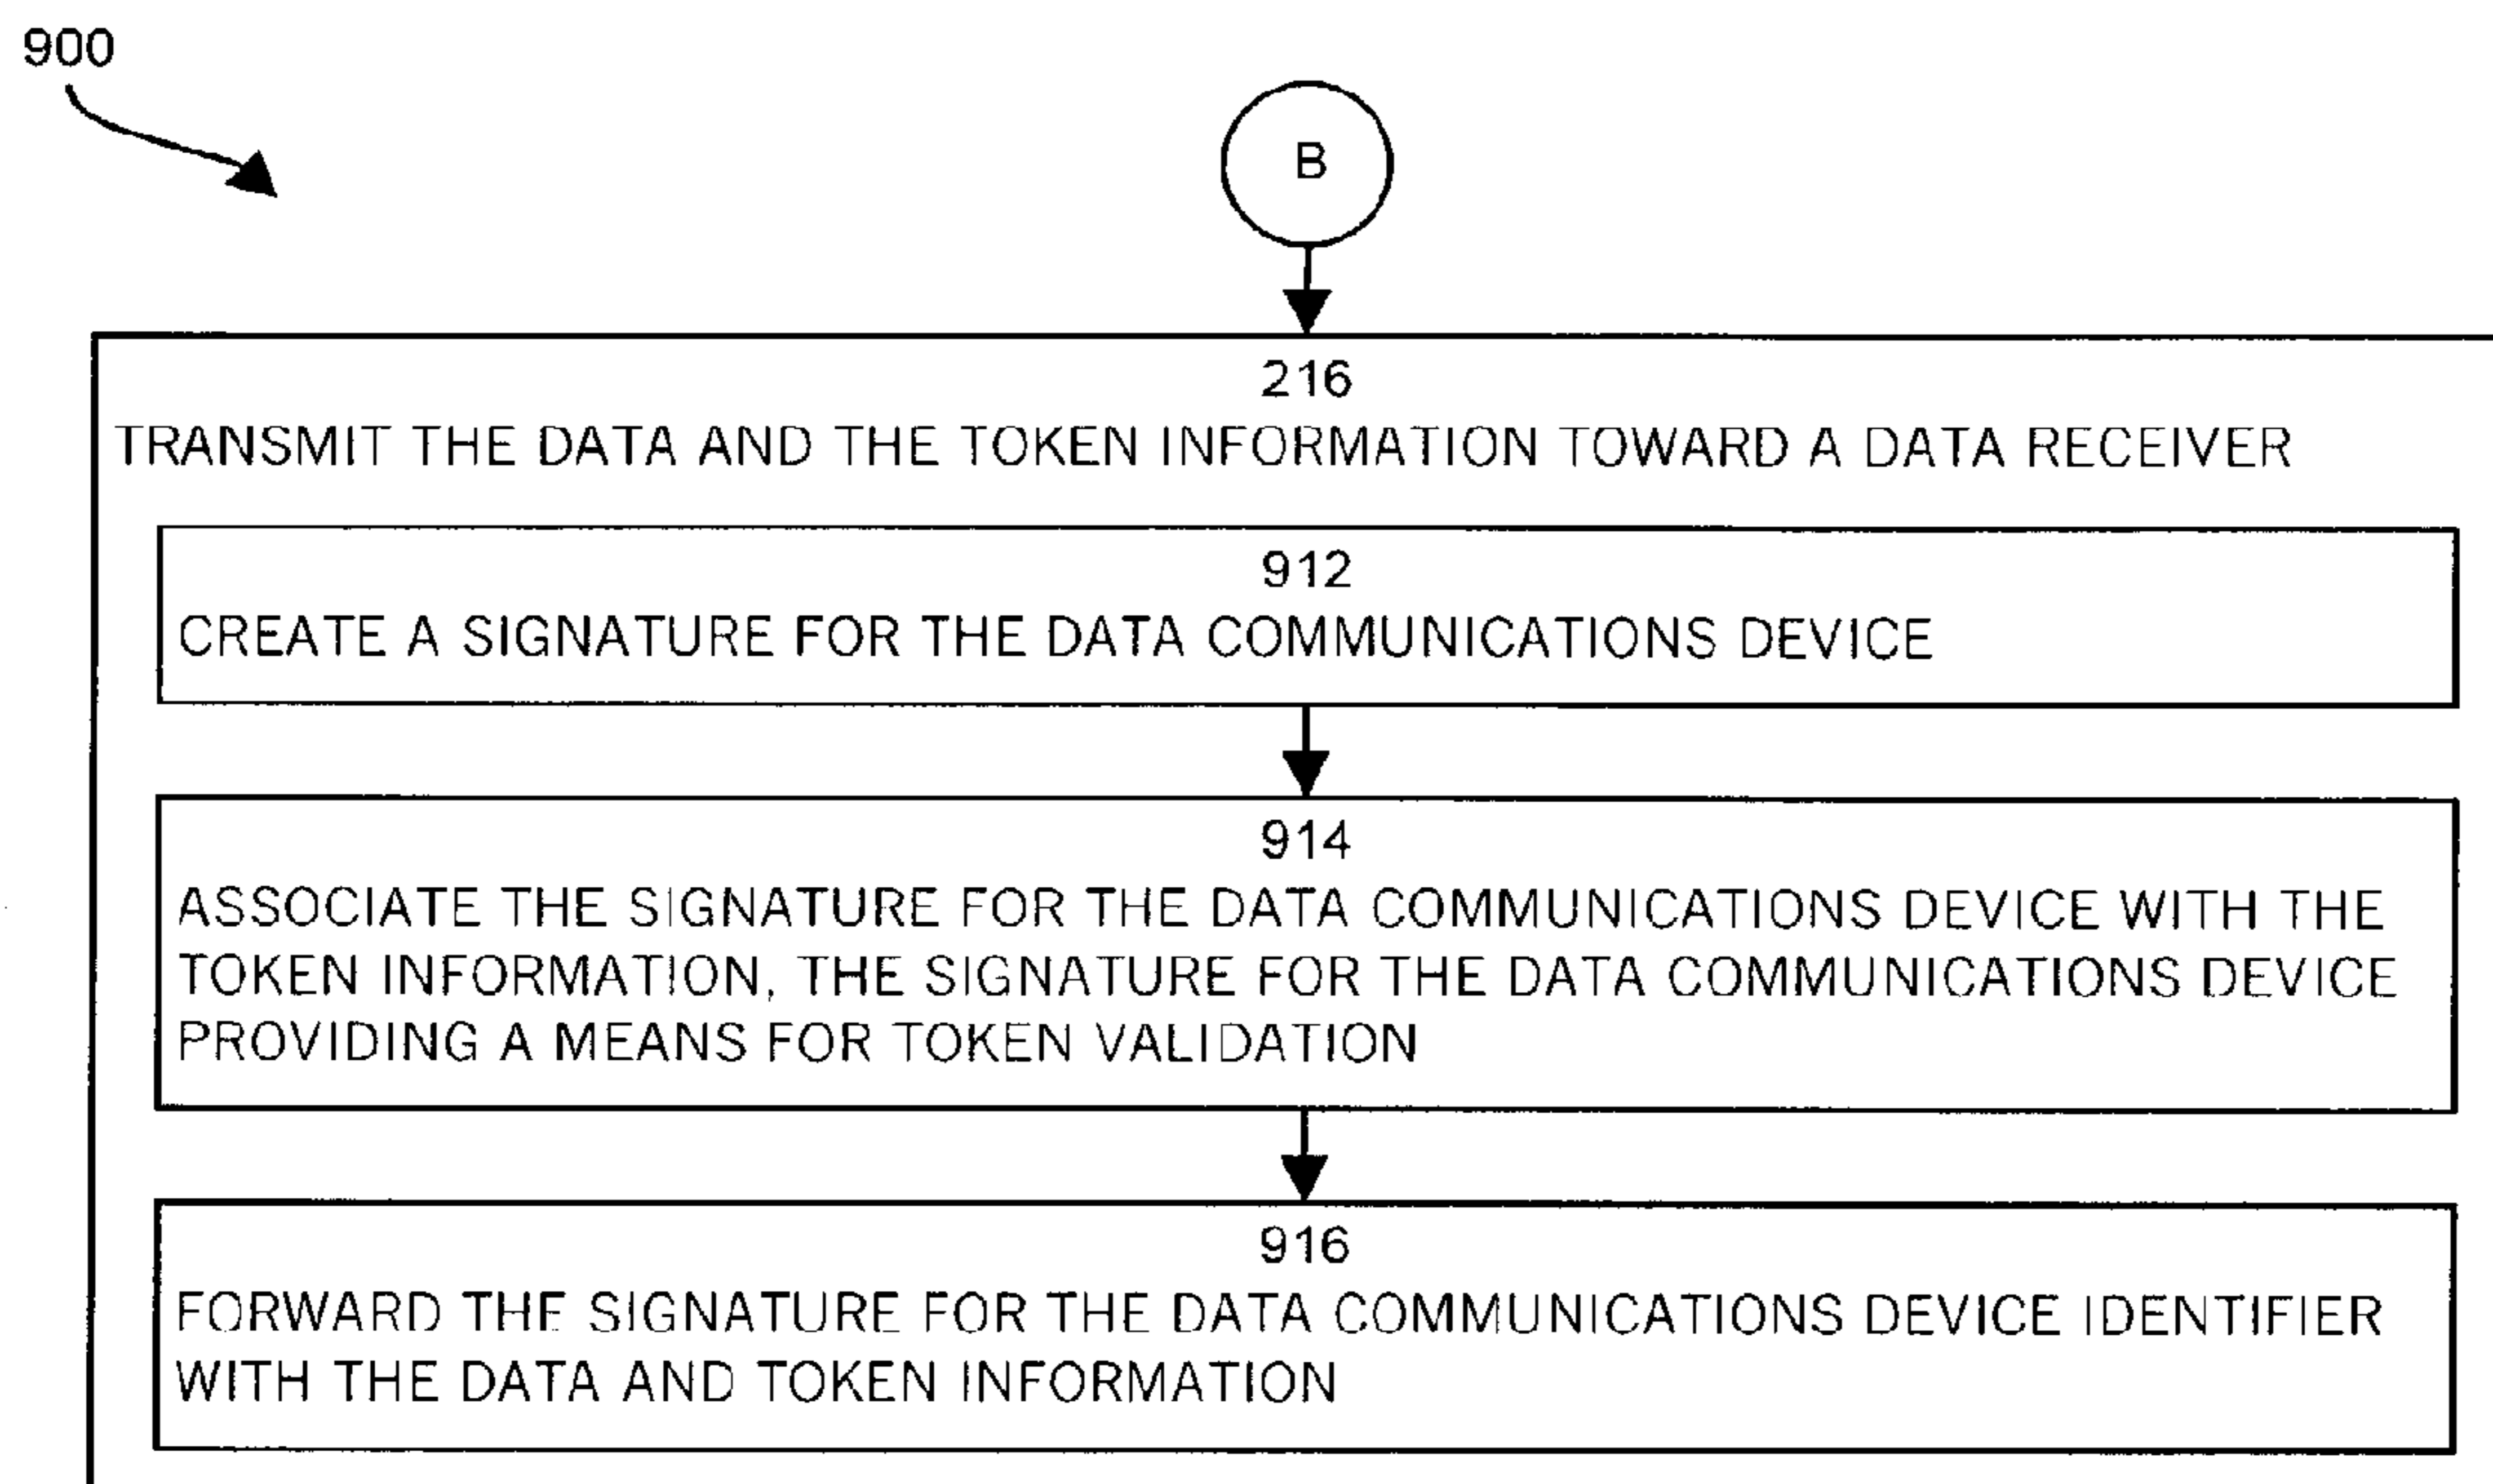 900
B
216
TRANSMIT THE DATA AND THE TOKEN INFORMATION TOWARD A DATA RECEIVER
912
CREATE A SIGNATURE FOR THE DATA COMMUNICATIONS DEVICE
914
ASSOCIATE THE SIGNATURE FOR THE DATA COMMUNICATIONS DEVICE WITH THE
TOKEN INFORMATION, THE SIGNATURE FOR THE DATA COMMUNICATIONS DEVICE
PROVIDING A MEANS FOR TOKEN VALIDATION
916
FORWARD THE SIGNATURE FOR THE DATA COMMUNICATIONS DEVICE IDENTIFIER
WITH THE DATA AND TOKEN INFORMATION